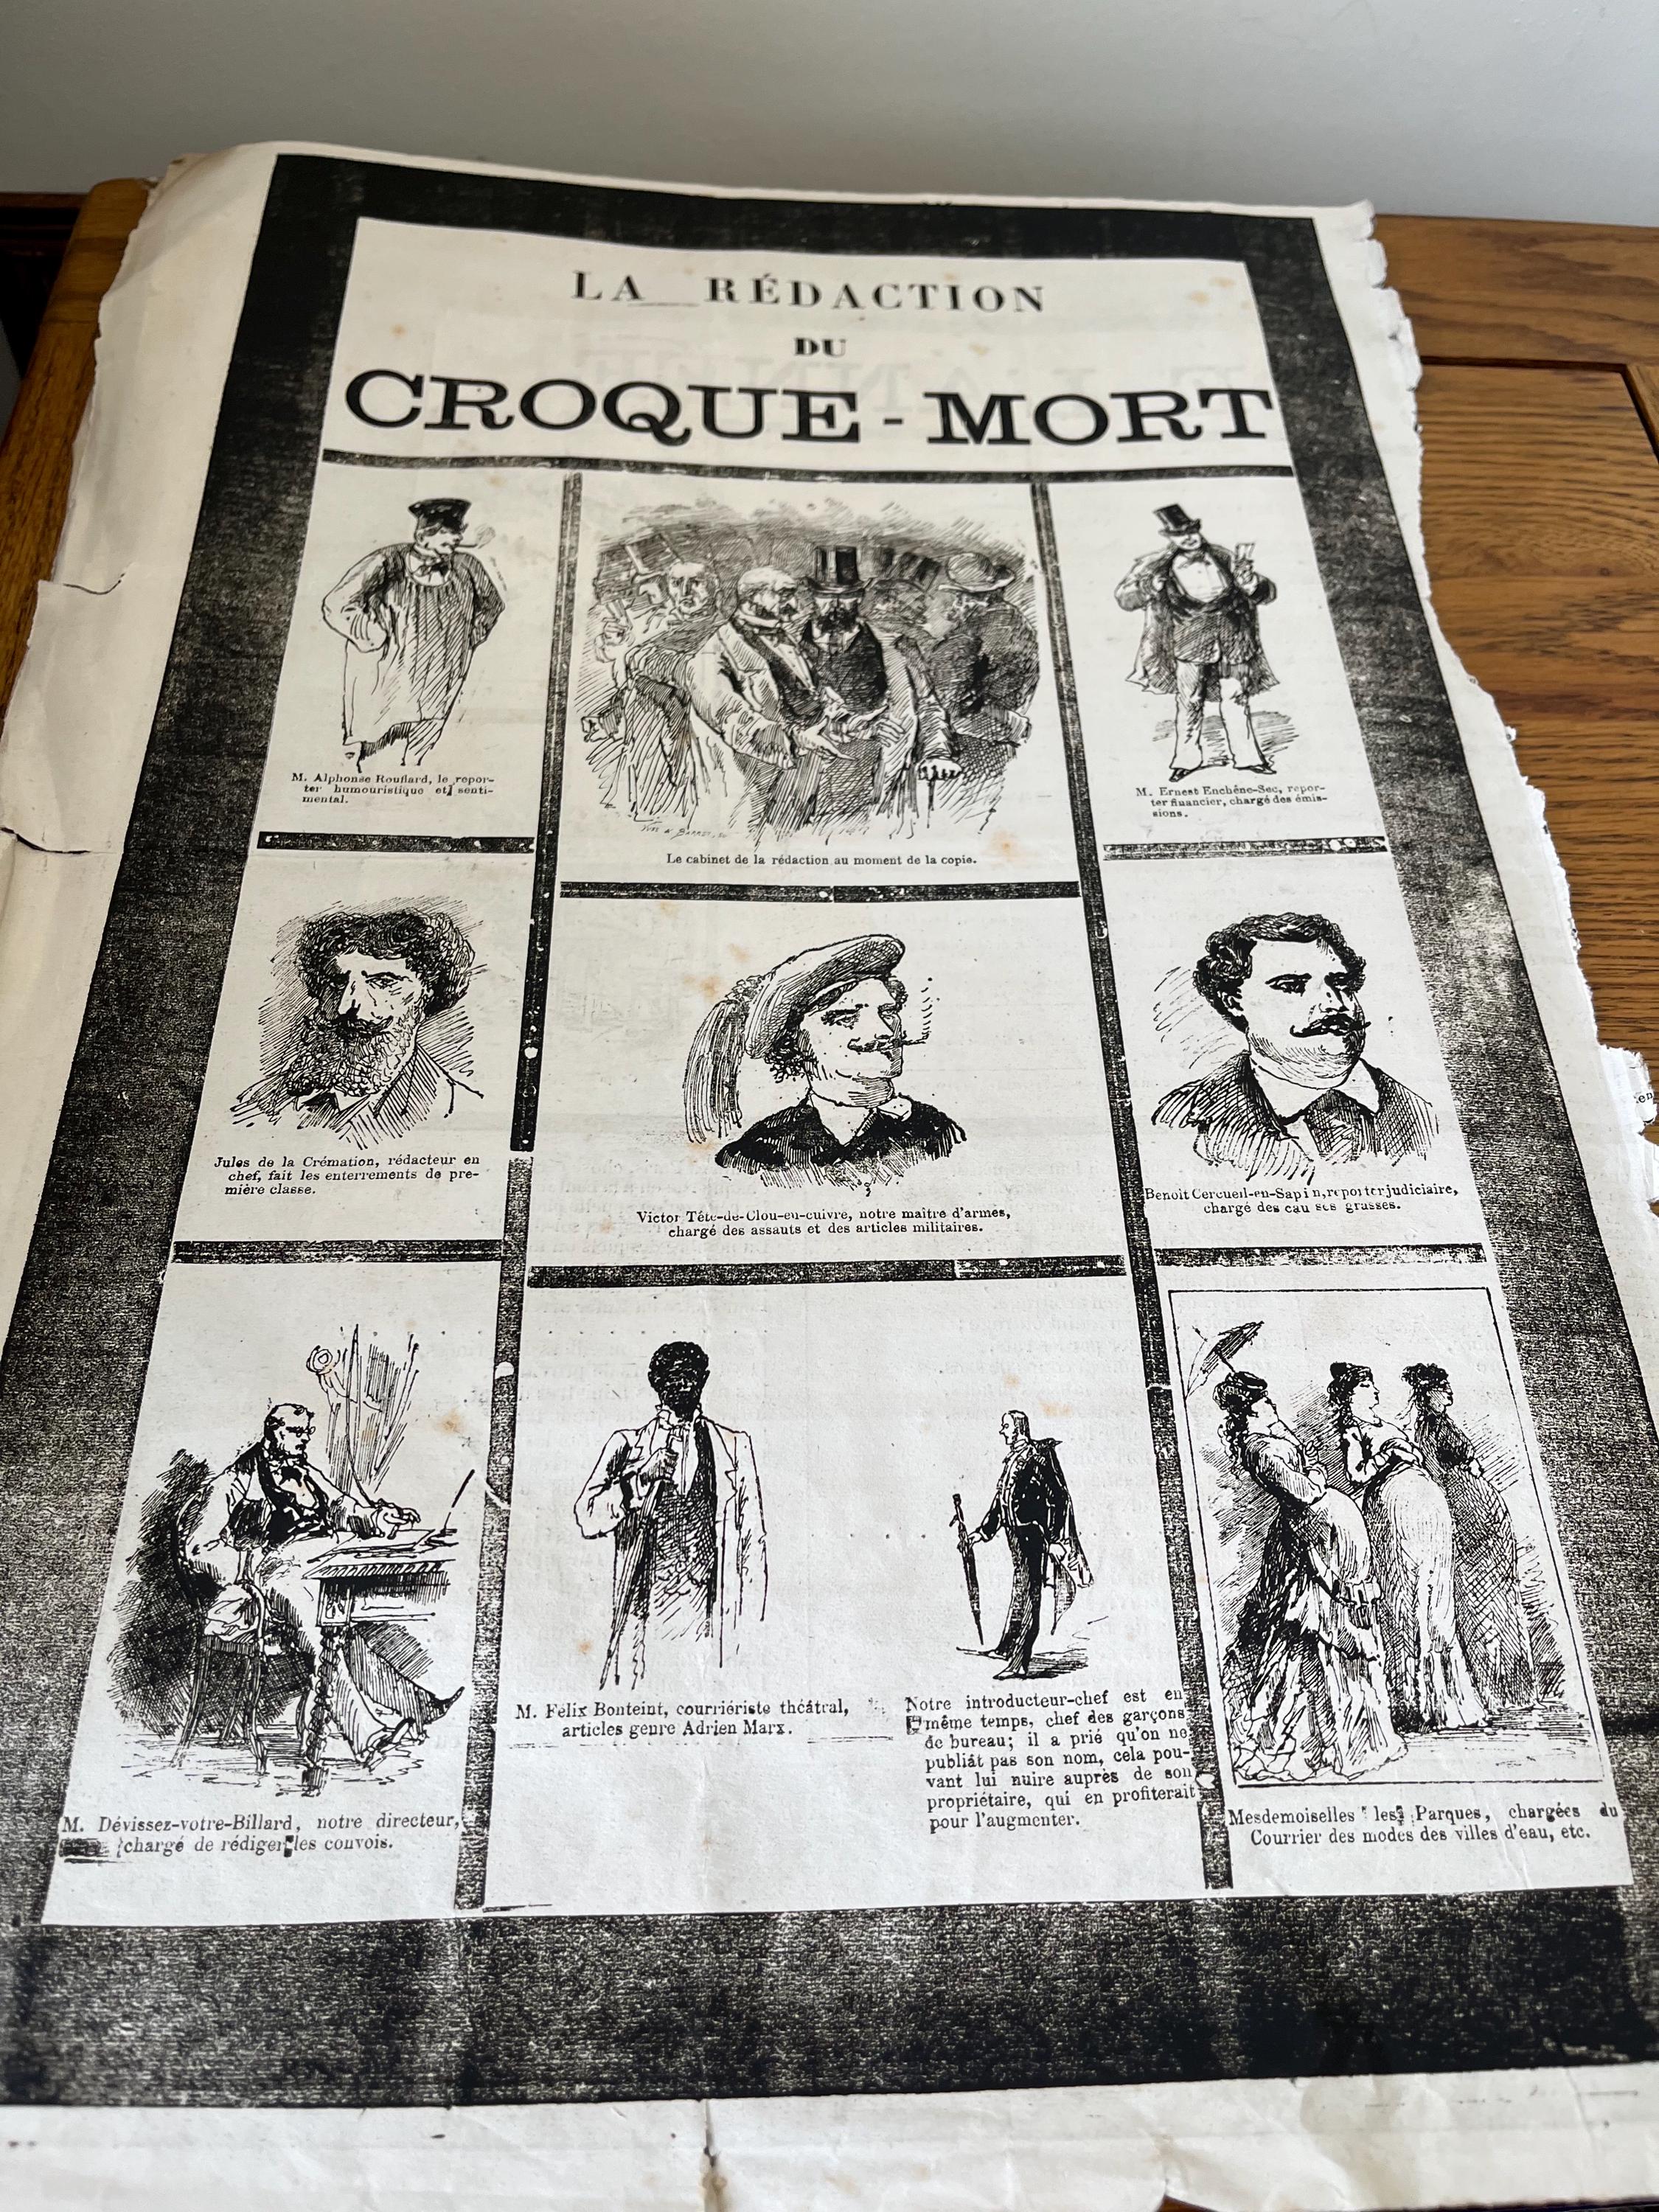 LA RÉDACTION
DU
CROQUE-MORT
M. Alphonse Rouflard, le repor-
ter humouristique et senti-
mental.
Le cabinet de la rédaction au moment de la copie.
M. Ernest Enchêne-Sec, repor-
ter financier, chargé des émis-
sions.
Jules de la Crémation, rédacteur en
chef, fait les enterrements de pre-
mière classe.
Victor Tête-de-Clou-en-cuivre, notre maître d'armes,
chargé des assauts et des articles militaires.
Benoit Cercueil-en-Sapin, reporter judiciaire,
chargé des causes grasses.
M. Dévissez-votre-Billard, notre directeur,
chargé de rédiger les convois.
M. Félix Bonteint, courriériste théâtral,
articles genre Adrien Marx.
Notre introducteur-chef est en
même temps, chef des garçons
de bureau; il a prié qu'on ne
publiât pas son nom, cela pou-
vant lui nuire auprès de son
propriétaire, qui en profiterait
pour l'augmenter.
Mesdemoiselles les Parques, chargées du
Courrier des modes des villes d'eau, etc.